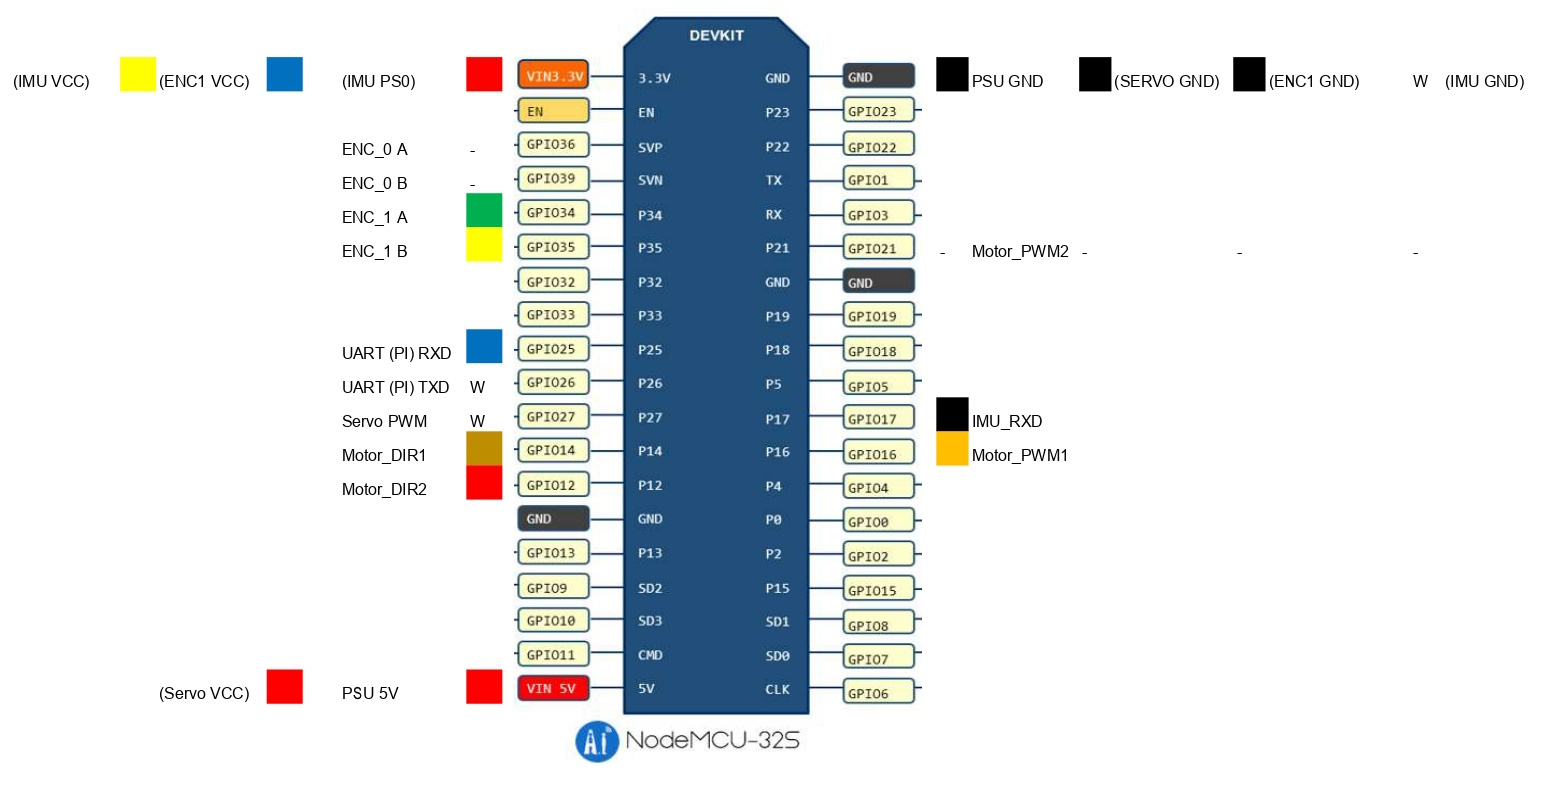 DEVKIT
(IMU VCC) (ENC1 VCC) (IMU PS0) VIN3.3V 3.3V GND GND PSU GND (SERVO GND) (ENC1 GND) W (IMU GND)
EN EN P23 GPIO23
ENC_0 A - GPIO36 SVP P22 GPIO22
ENC_0 B - GPIO39 SVN TX GPIO1
ENC_1 A GPIO34 P34 RX GPIO3
ENC_1 B GPIO35 P35 P21 GPIO21 - Motor_PWM2 - - -
GPIO32 P32 GND GND
GPIO33 P33 P19 GPIO19
UART (PI) RXD GPIO25 P25 P18 GPIO18
UART (PI) TXD W GPIO26 P26 P5 GPIO5
Servo PWM W GPIO27 P27 P17 GPIO17 IMU_RXD
Motor_DIR1 GPIO14 P14 P16 GPIO16 Motor_PWM1
Motor_DIR2 GPIO12 P12 P4 GPIO4
GND GND P0 GPIO0
GPIO13 P13 P2 GPIO2
GPIO9 SD2 P15 GPIO15
GPIO10 SD3 SD1 GPIO8
GPIO11 CMD SD0 GPIO7
(Servo VCC) PSU 5V VIN 5V 5V CLK GPIO6
Ai NodeMCU-32S